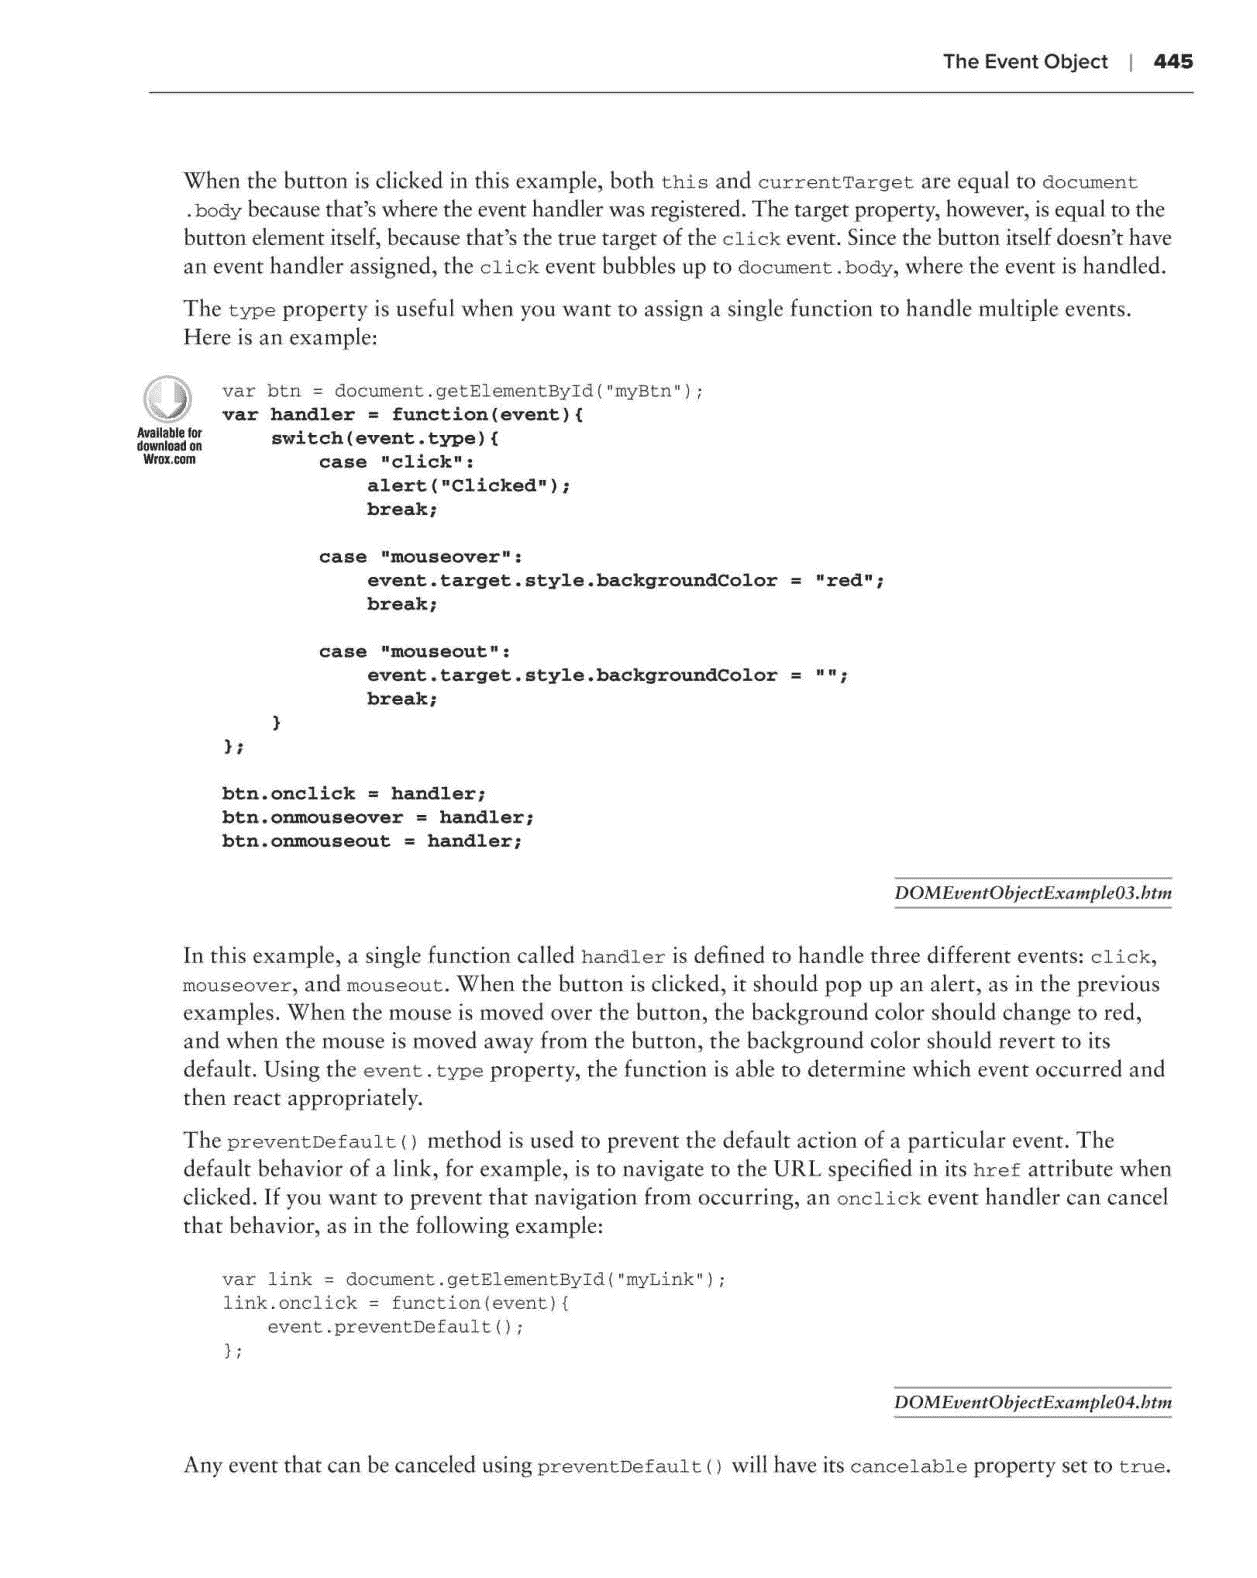 The Event Object | 445
When the button is clicked in this example, both this and currentTarget are equal to document
.body because that's where the event handler was registered. The target property, however, is equal to the
button element itself, because that's the true target of the click event. Since the button itself doesn't have
an event handler assigned, the click event bubbles up to document.body, where the event is handled.
The type property is useful when you want to assign a single function to handle multiple events.
Here is an example:
Available for
download on
Wrox.com
var btn = document.getElementById("myBtn");
var handler = function(event){
    switch(event.type){
        case "click":
            alert("Clicked");
            break;

        case "mouseover":
            event.target.style.backgroundColor = "red";
            break;

        case "mouseout":
            event.target.style.backgroundColor = "";
            break;
    }
};

btn.onclick = handler;
btn.onmouseover = handler;
btn.onmouseout = handler;
DOMEventObjectExample03.htm
In this example, a single function called handler is defined to handle three different events: click,
mouseover, and mouseout. When the button is clicked, it should pop up an alert, as in the previous
examples. When the mouse is moved over the button, the background color should change to red,
and when the mouse is moved away from the button, the background color should revert to its
default. Using the event.type property, the function is able to determine which event occurred and
then react appropriately.
The preventDefault() method is used to prevent the default action of a particular event. The
default behavior of a link, for example, is to navigate to the URL specified in its href attribute when
clicked. If you want to prevent that navigation from occurring, an onclick event handler can cancel
that behavior, as in the following example:
var link = document.getElementById("myLink");
link.onclick = function(event){
    event.preventDefault();
};
DOMEventObjectExample04.htm
Any event that can be canceled using preventDefault() will have its cancelable property set to true.